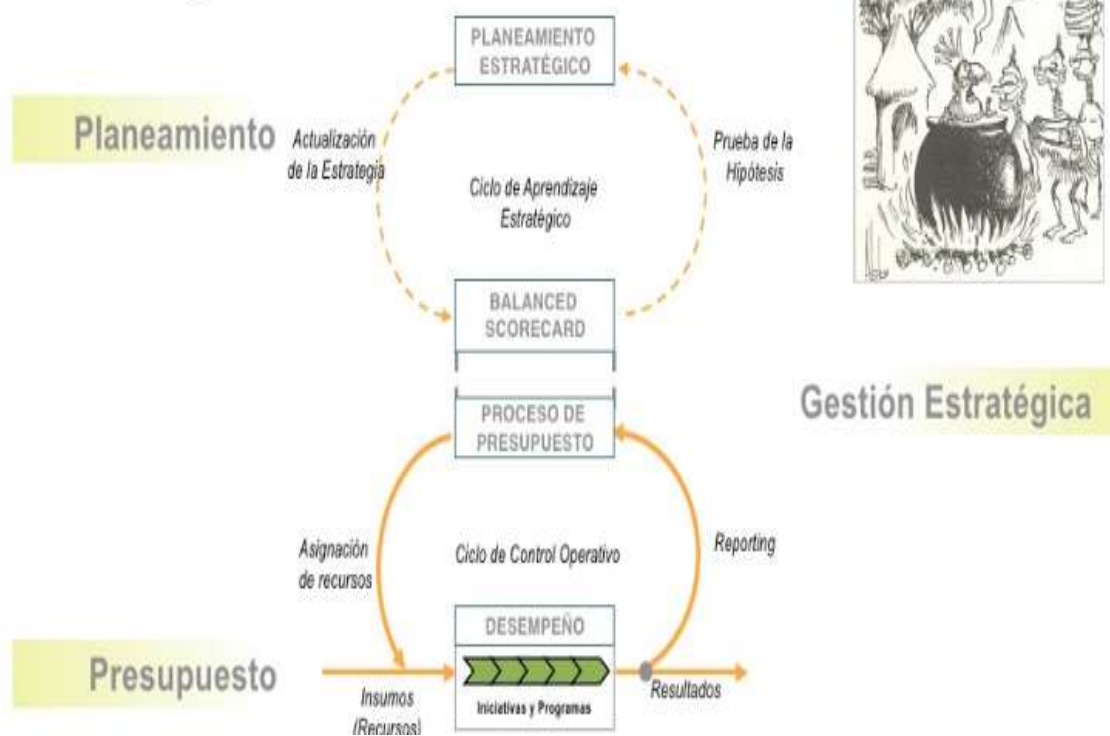 PLANEAMIENTO
ESTRATÉGICO
Planeamiento
Actualización
de la Estrategia
Prueba de la
Hipótesis
Ciclo de Aprendizaje
Estratégico
BALANCED
SCORECARD
Gestión Estratégica
PROCESO DE
PRESUPUESTO
Asignación
de recursos
Ciclo de Control Operativo
Reporting
DESEMPEÑO
Presupuesto
Insumos
(Recursos)
Iniciativas y Programas
Resultados